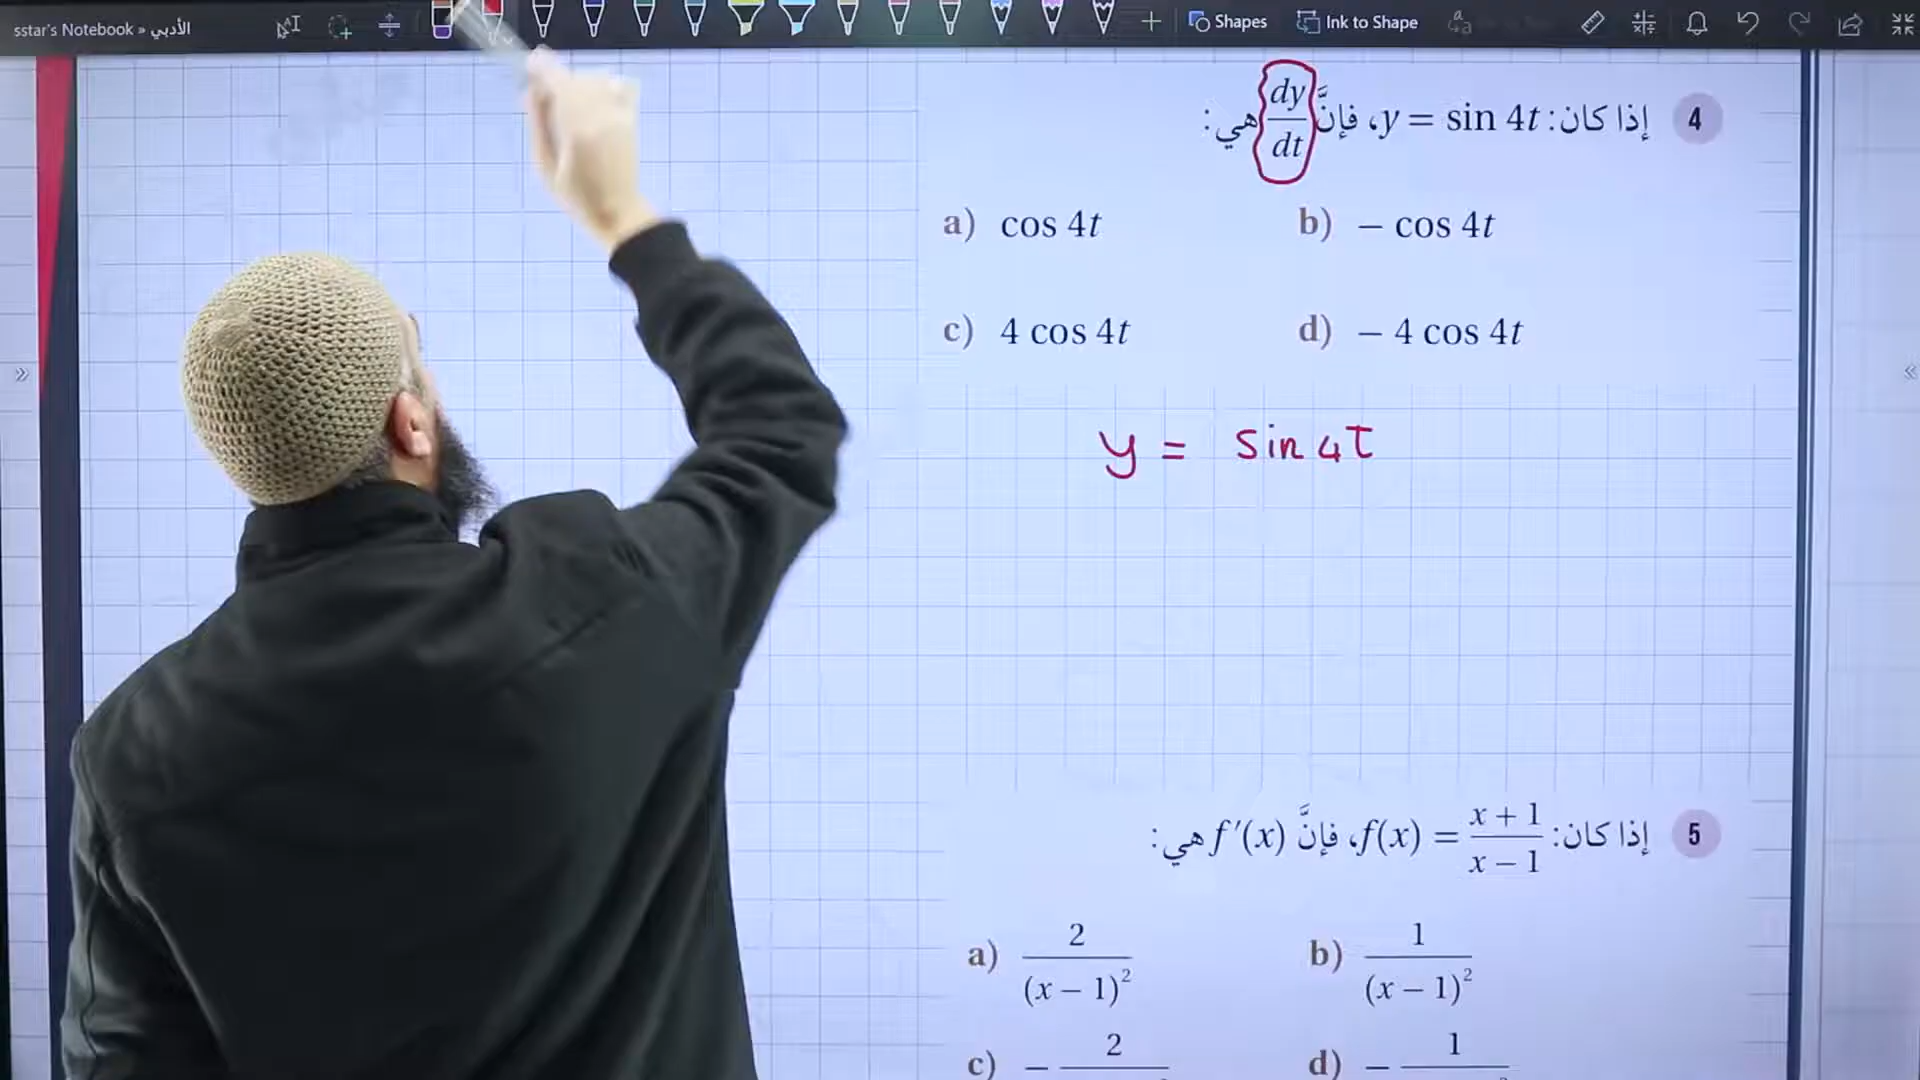 sstar's Notebook » الأدبي
Shapes
Ink to Shape
4 إذا كان: y = sin 4t، فإنَّ dy/dt هي:
a) cos 4t
b) − cos 4t
c) 4 cos 4t
d) − 4 cos 4t
y = sin 4t
5 إذا كان: f(x) = (x + 1)/(x − 1)، فإنَّ f′(x) هي:
a) 2/(x − 1)²
b) 1/(x − 1)²
c) − 2
d) − 1